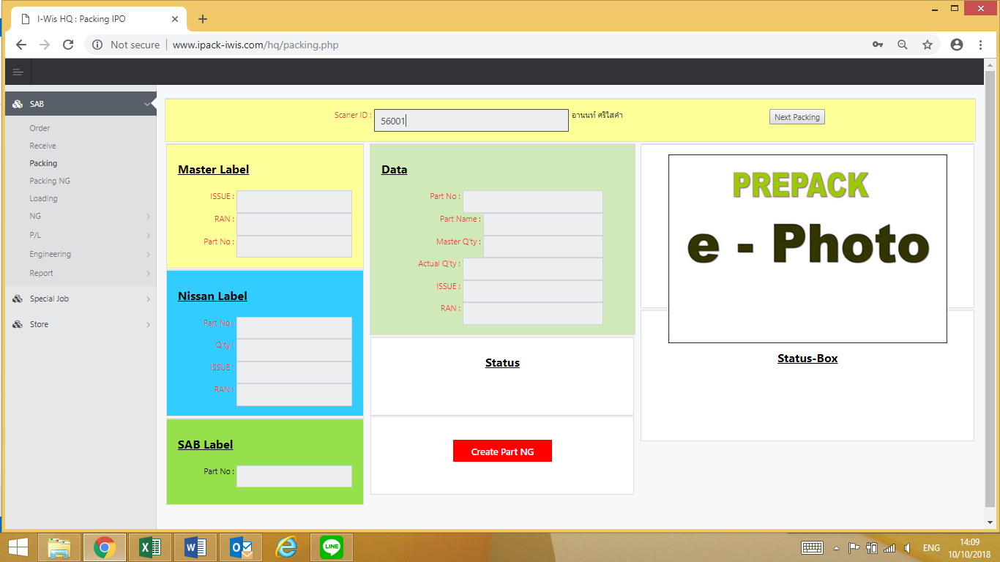 I-Wis HQ : Packing IPO
Not secure
www.ipack-iwis.com/hq/packing.php
SAB
Order
Receive
Packing
Packing NG
Loading
NG
P/L
Engineering
Report
Special Job
Store
Scaner ID :
56001
อานนท์ ศรีใสคำ
Next Packing
Master Label
ISSUE :
RAN :
Part No :
Nissan Label
Part No :
Q'ty :
ISSUE :
RAN :
SAB Label
Part No :
Data
Part No :
Part Name :
Master Q'ty :
Actual Q'ty :
ISSUE :
RAN :
Status
Create Part NG
PREPACK
e - Photo
Status-Box
LINE
ENG
14:09
10/10/2018